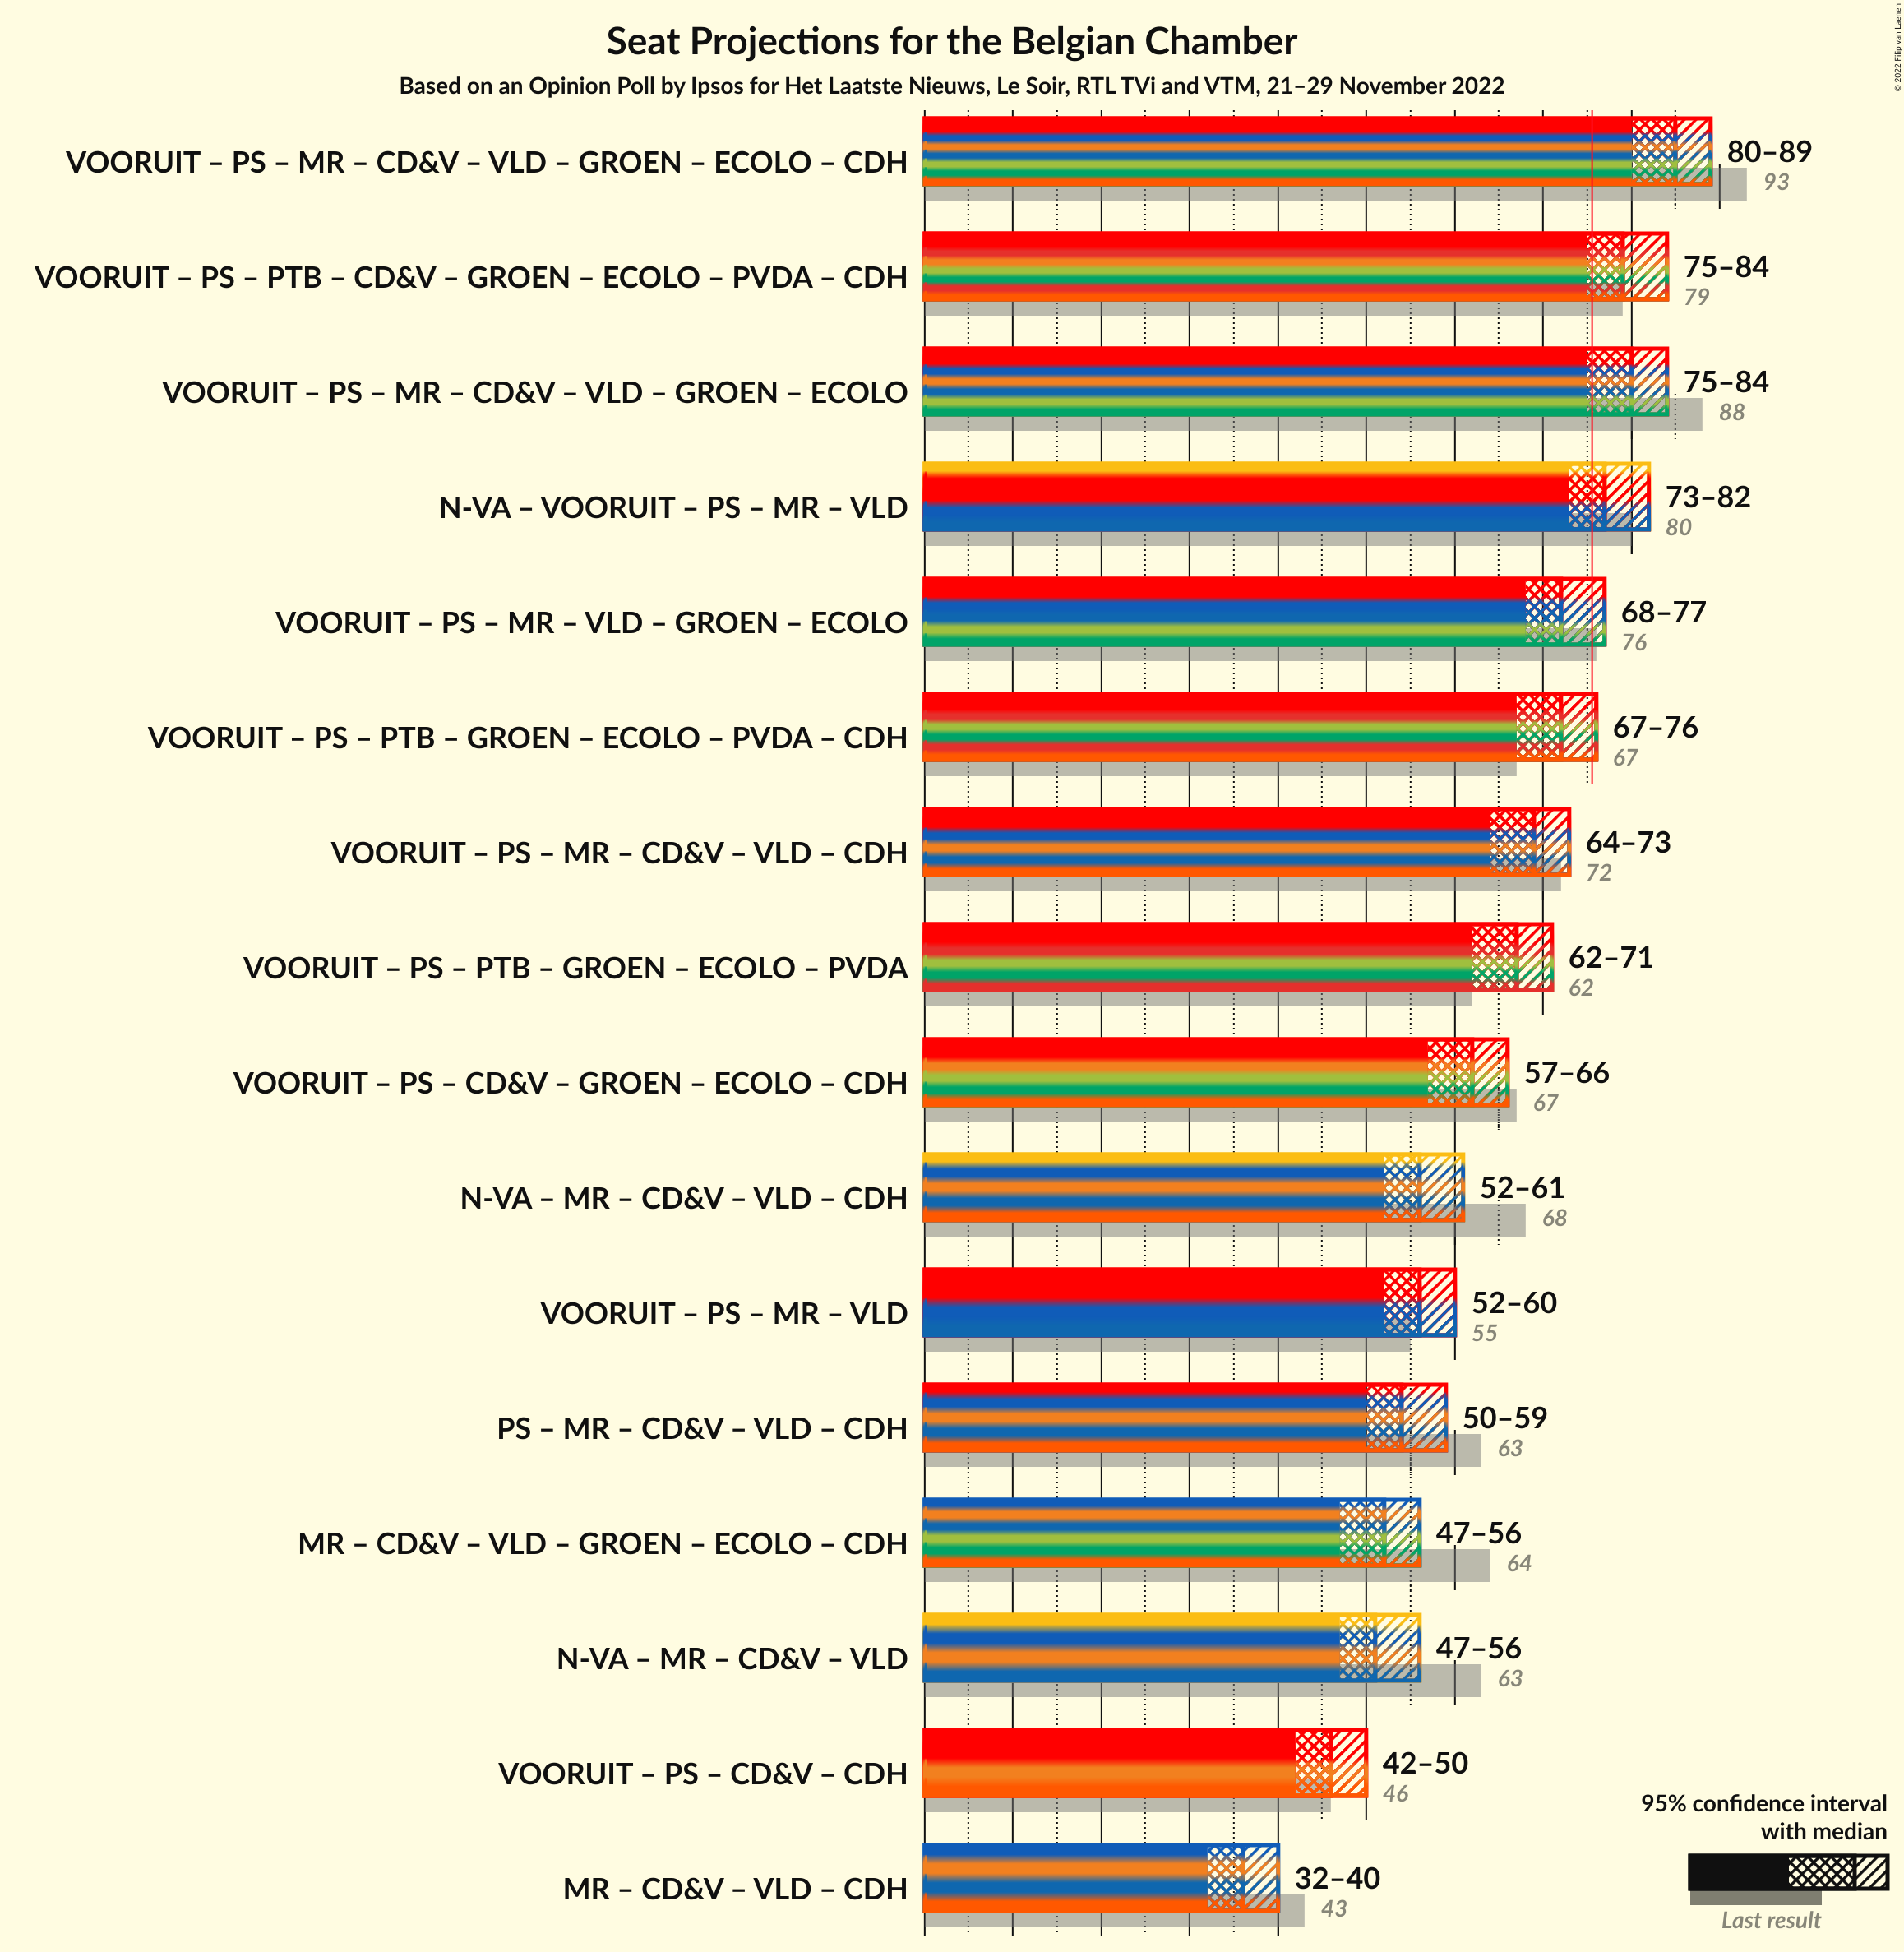 Seat Projections for the Belgian Chamber
Based on an Opinion Poll by Ipsos for Het Laatste Nieuws, Le Soir, RTL TVi and VTM, 21–29 November 2022
© 2022 Filip van Laenen
VOORUIT – PS – MR – CD&V – VLD – GROEN – ECOLO – CDH
80–89
93
VOORUIT – PS – PTB – CD&V – GROEN – ECOLO – PVDA – CDH
75–84
79
VOORUIT – PS – MR – CD&V – VLD – GROEN – ECOLO
75–84
88
N-VA – VOORUIT – PS – MR – VLD
73–82
80
VOORUIT – PS – MR – VLD – GROEN – ECOLO
68–77
76
VOORUIT – PS – PTB – GROEN – ECOLO – PVDA – CDH
67–76
67
VOORUIT – PS – MR – CD&V – VLD – CDH
64–73
72
VOORUIT – PS – PTB – GROEN – ECOLO – PVDA
62–71
62
VOORUIT – PS – CD&V – GROEN – ECOLO – CDH
57–66
67
N-VA – MR – CD&V – VLD – CDH
52–61
68
VOORUIT – PS – MR – VLD
52–60
55
PS – MR – CD&V – VLD – CDH
50–59
63
MR – CD&V – VLD – GROEN – ECOLO – CDH
47–56
64
N-VA – MR – CD&V – VLD
47–56
63
VOORUIT – PS – CD&V – CDH
42–50
46
MR – CD&V – VLD – CDH
32–40
43
95% confidence interval
with median
Last result